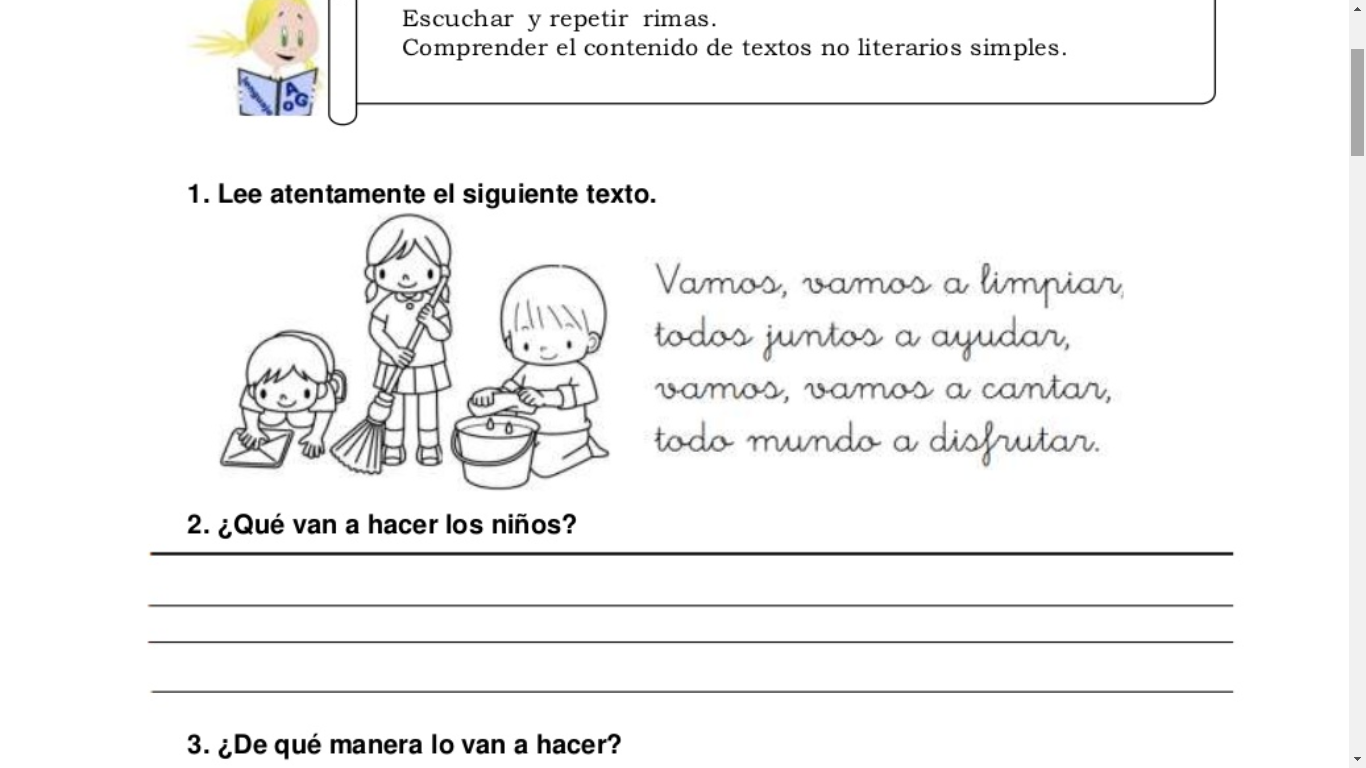 Escuchar y repetir rimas.
Comprender el contenido de textos no literarios simples.
lenguaje
A
G
o
1. Lee atentamente el siguiente texto.
Vamos, vamos a limpiar,
todos juntos a ayudar,
vamos, vamos a cantar,
todo mundo a disfrutar.
2. ¿Qué van a hacer los niños?
3. ¿De qué manera lo van a hacer?